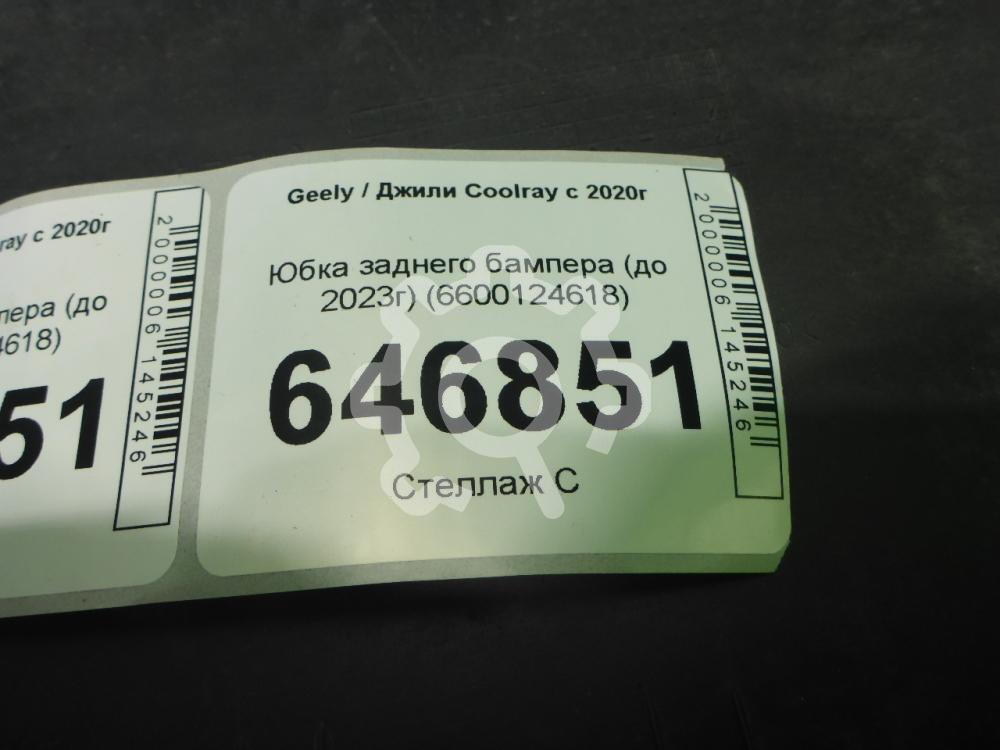 Geely / Джили Coolray с 2020г
Юбка заднего бампера (до
2023г) (6600124618)
646851
Стеллаж С
2000006145246
ray с 2020г
пера (до
4618)
51
2000006145246